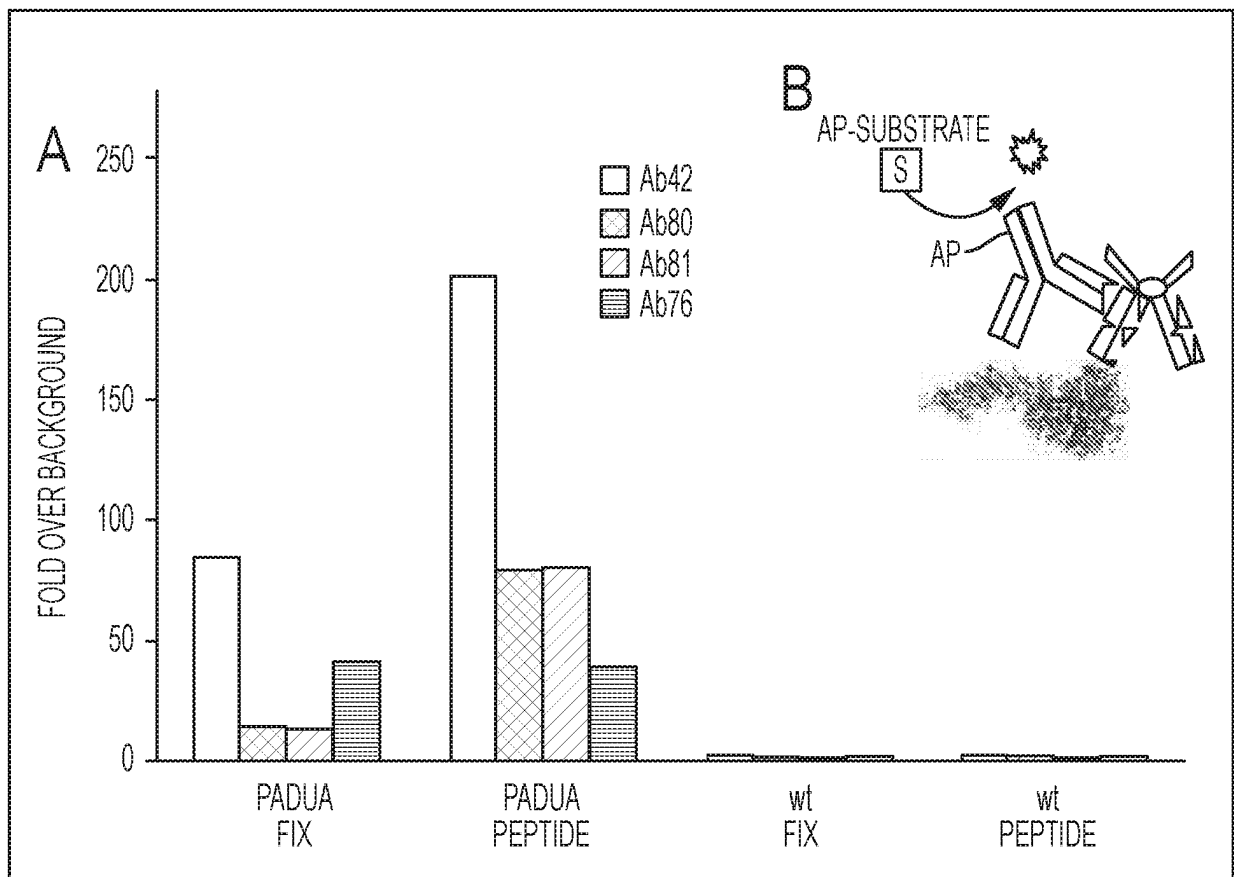 A
FOLD OVER BACKGROUND
250
200
150
100
50
0
Ab42
Ab80
Ab81
Ab76
PADUA
FIX
PADUA
PEPTIDE
wt
FIX
wt
PEPTIDE
B
AP-SUBSTRATE
S
AP